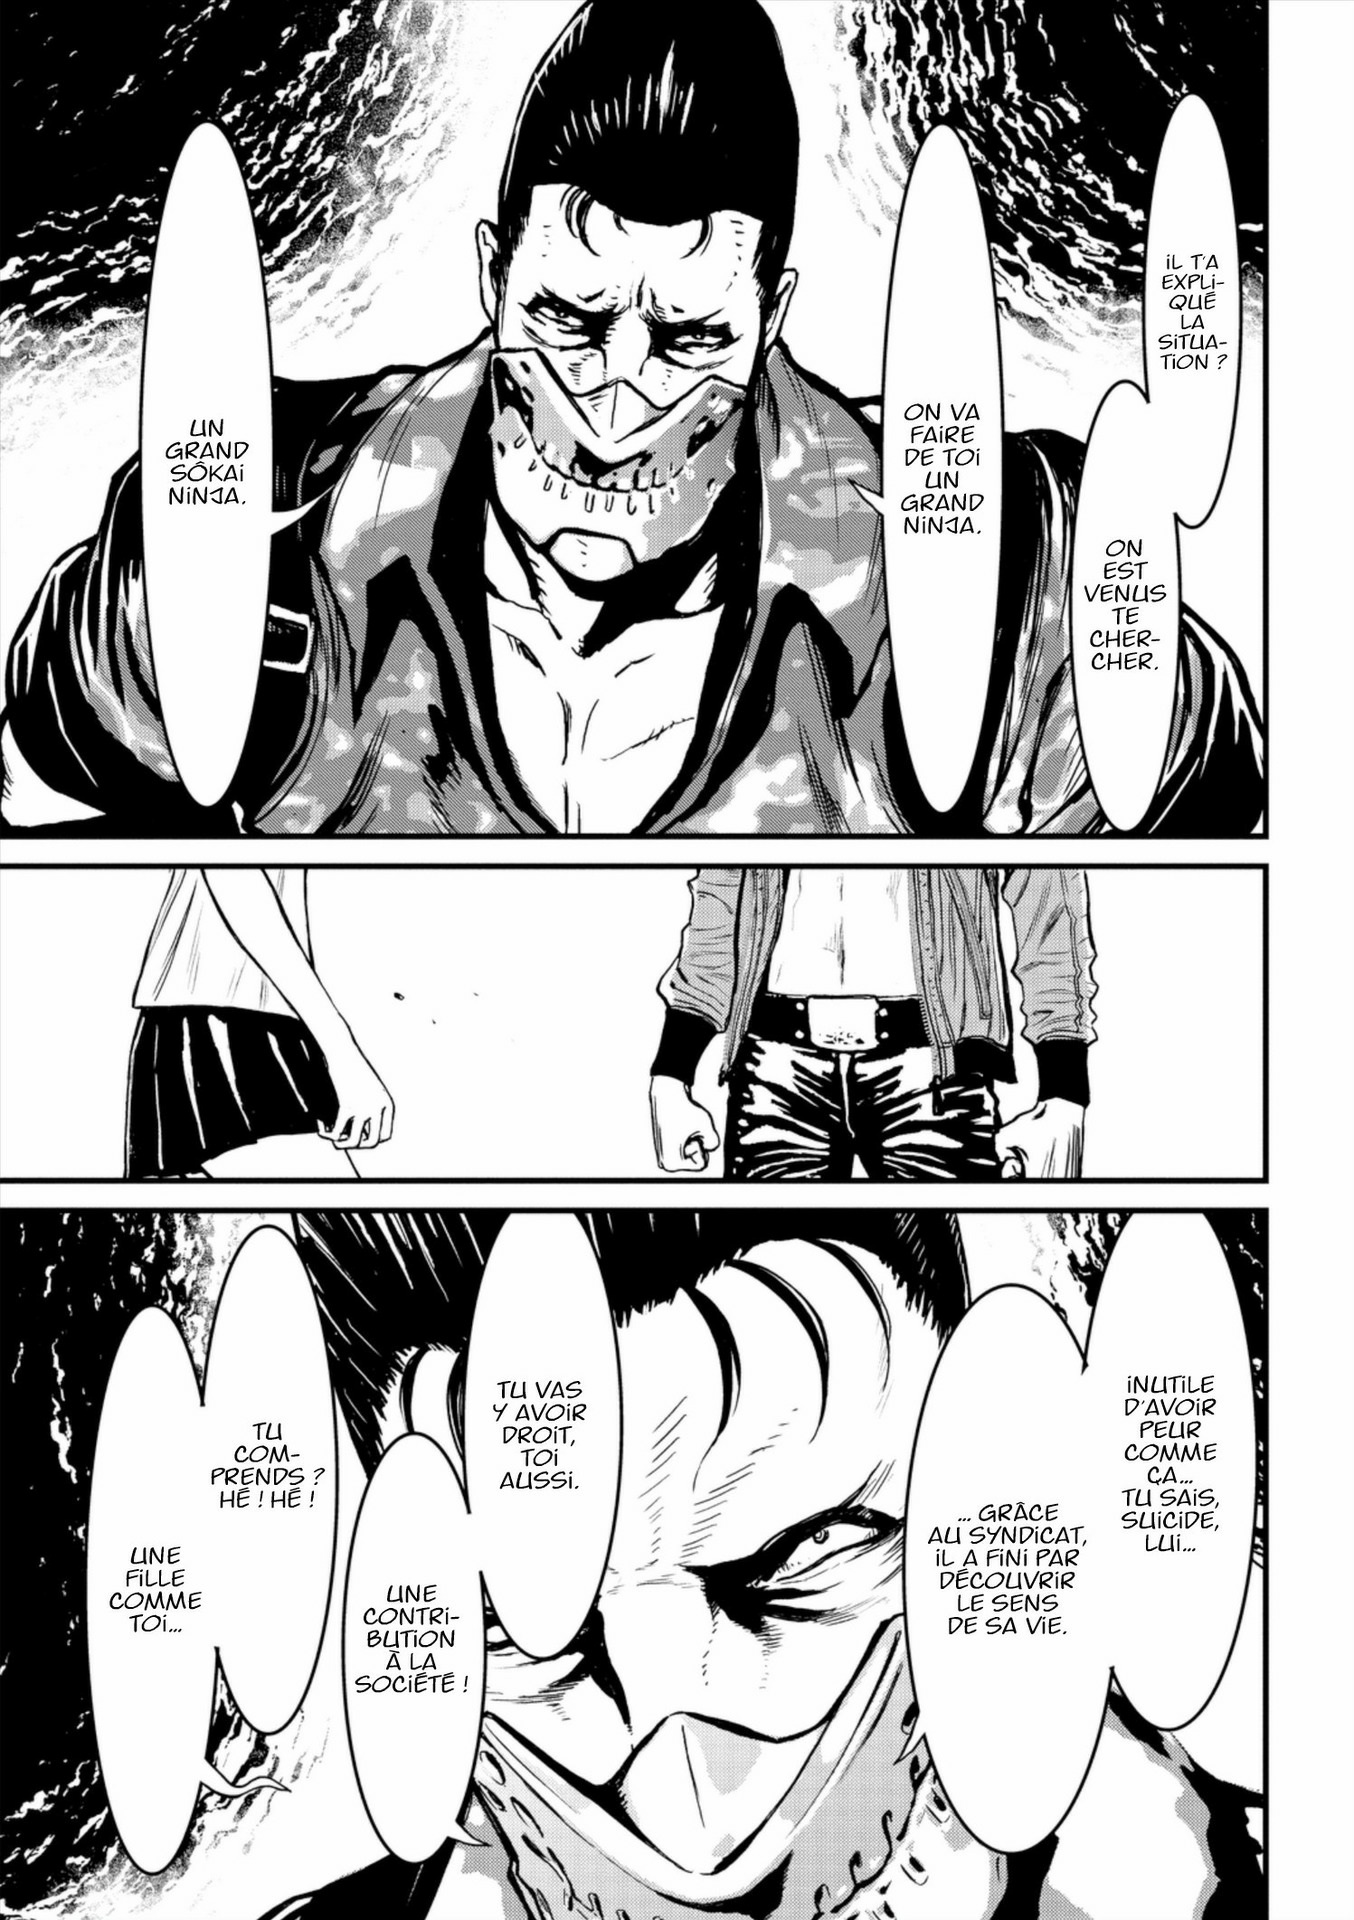 IL T'A
EXPLI-
QUÉ
LA
SITUA-
TION ?
ON
EST
VENUS
TE
CHER-
CHER.
ON VA
FAIRE
DE TOI
UN
GRAND
NINJA.
UN
GRAND
SÔKAI
NINJA.
INUTILE
D'AVOIR
PEUR
COMME
ÇA...
TU SAIS,
SUICIDE,
LUI...
... GRÂCE
AU SYNDICAT,
IL A FINI PAR
DÉCOUVRIR
LE SENS
DE SA VIE.
TU VAS
Y AVOIR
DROIT,
TOI
AUSSI.
UNE
CONTRI-
BUTION
À LA
SOCIÉTÉ !
TU
COM-
PRENDS ?
HÉ ! HÉ !
UNE
FILLE
COMME
TOI...